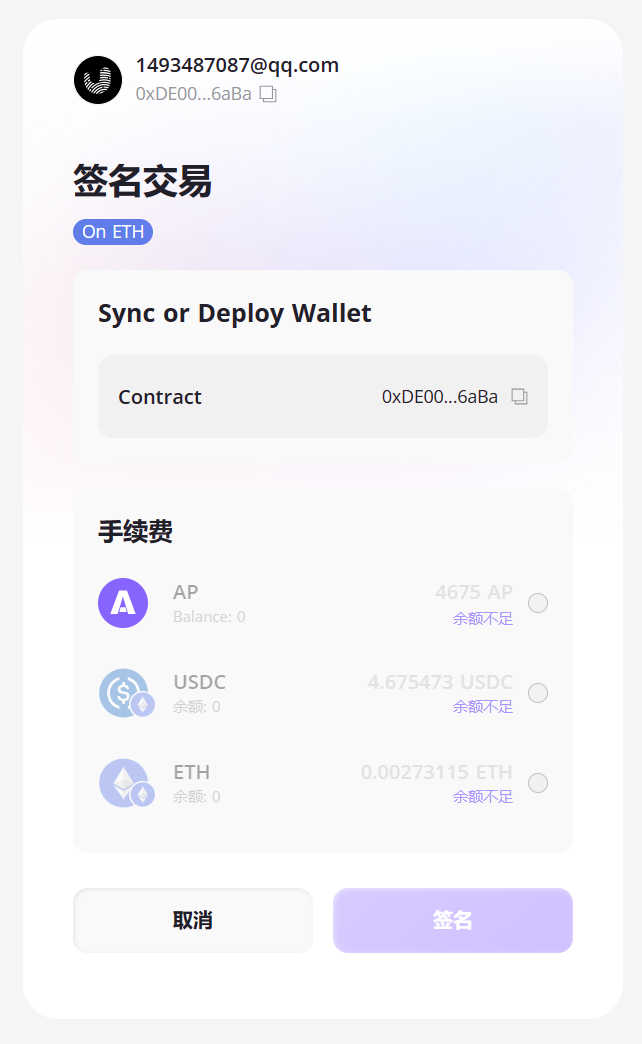 1493487087@qq.com
0xDE00...6aBa
签名交易
On ETH
Sync or Deploy Wallet
Contract 0xDE00...6aBa
手续费
AP 4675 AP
Balance: 0 余额不足
USDC 4.675473 USDC
余额: 0 余额不足
ETH 0.00273115 ETH
余额: 0 余额不足
取消 签名